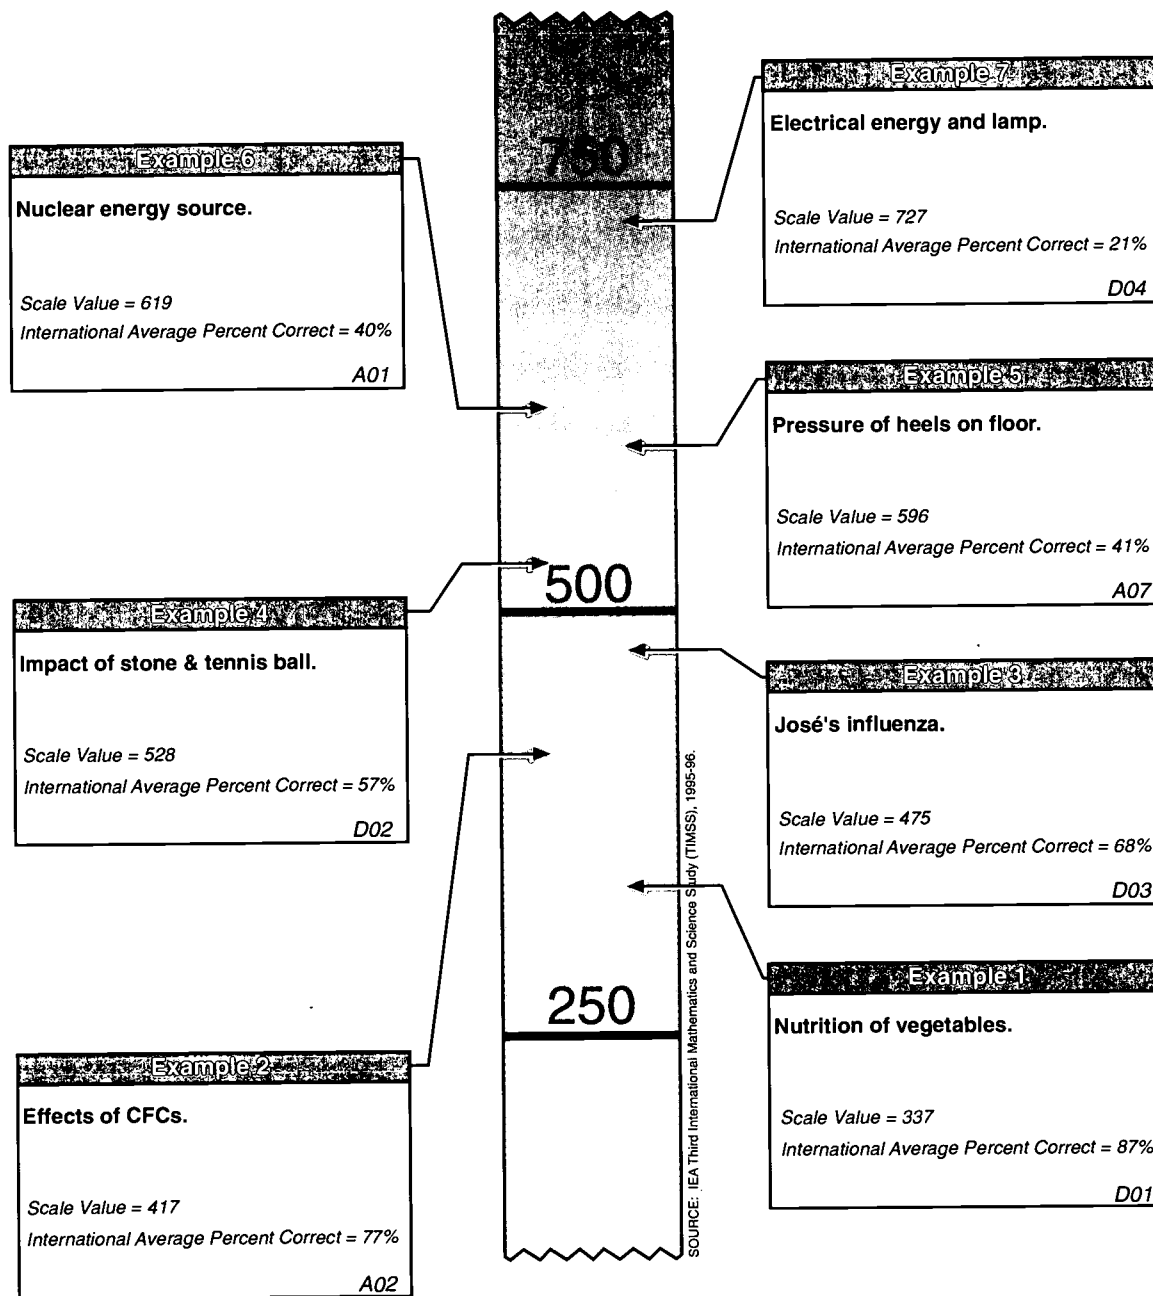 Example 7
Electrical energy and lamp.
Scale Value = 727
International Average Percent Correct = 21%
D04
750
Example 6
Nuclear energy source.
Scale Value = 619
International Average Percent Correct = 40%
A01
Example 5
Pressure of heels on floor.
Scale Value = 596
International Average Percent Correct = 41%
A07
500
Example 4
Impact of stone & tennis ball.
Scale Value = 528
International Average Percent Correct = 57%
D02
Example 3
José's influenza.
Scale Value = 475
International Average Percent Correct = 68%
D03
250
Example 2
Effects of CFCs.
Scale Value = 417
International Average Percent Correct = 77%
A02
Example 1
Nutrition of vegetables.
Scale Value = 337
International Average Percent Correct = 87%
D01
SOURCE: IEA Third International Mathematics and Science Study (TIMSS), 1995-96.